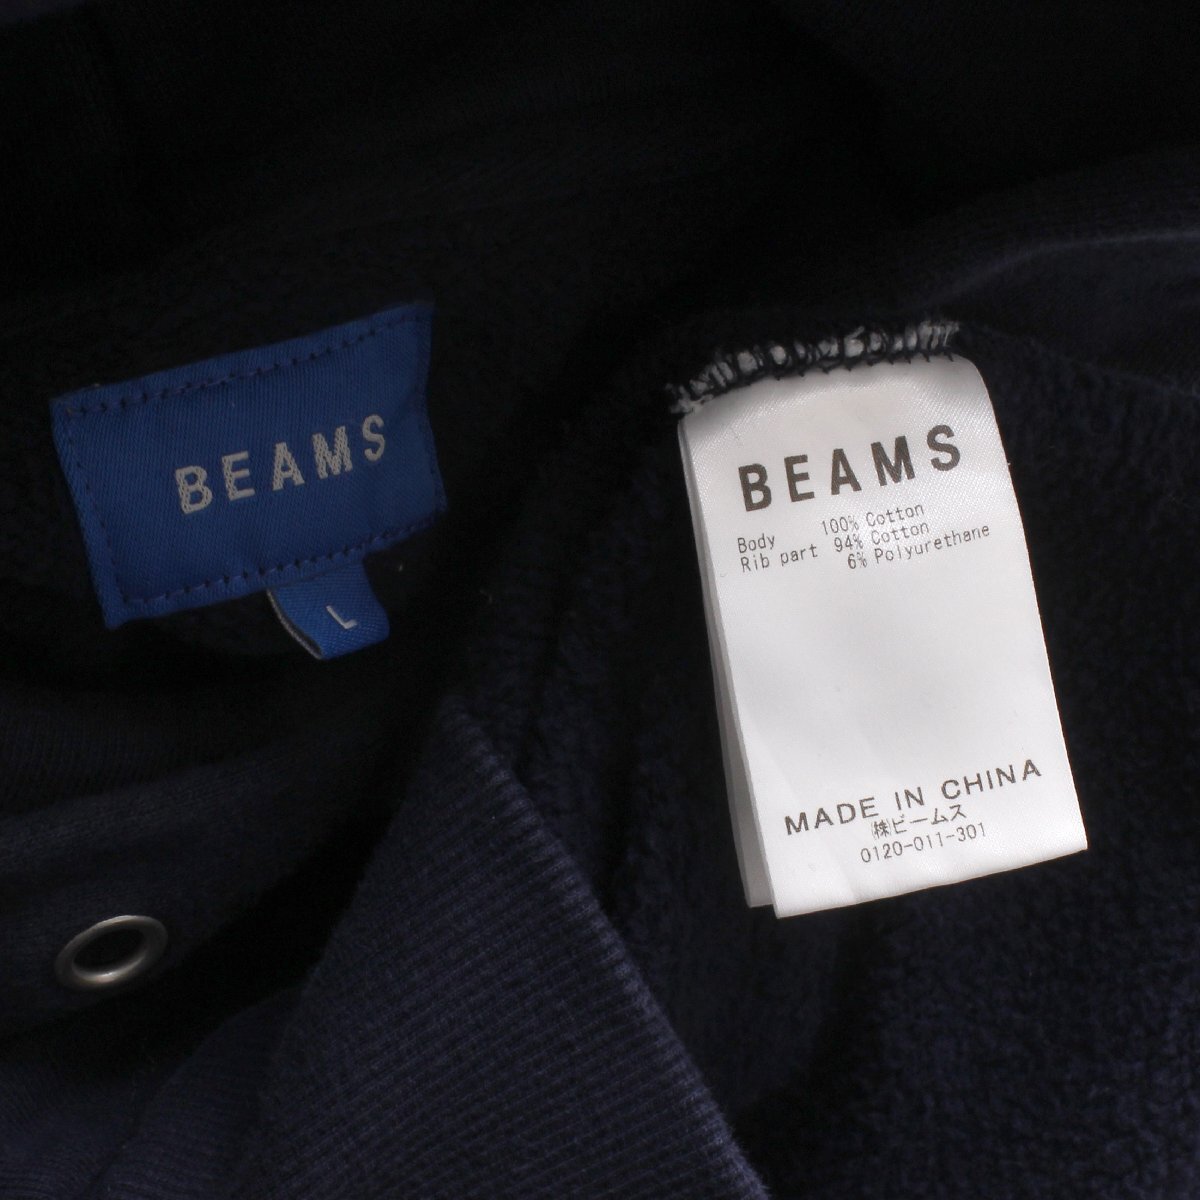 BEAMS
L
BEAMS
Body 100% Cotton
Rib part 94% Cotton
6% Polyurethane
MADE IN CHINA
㈱ビームス
0120-011-301